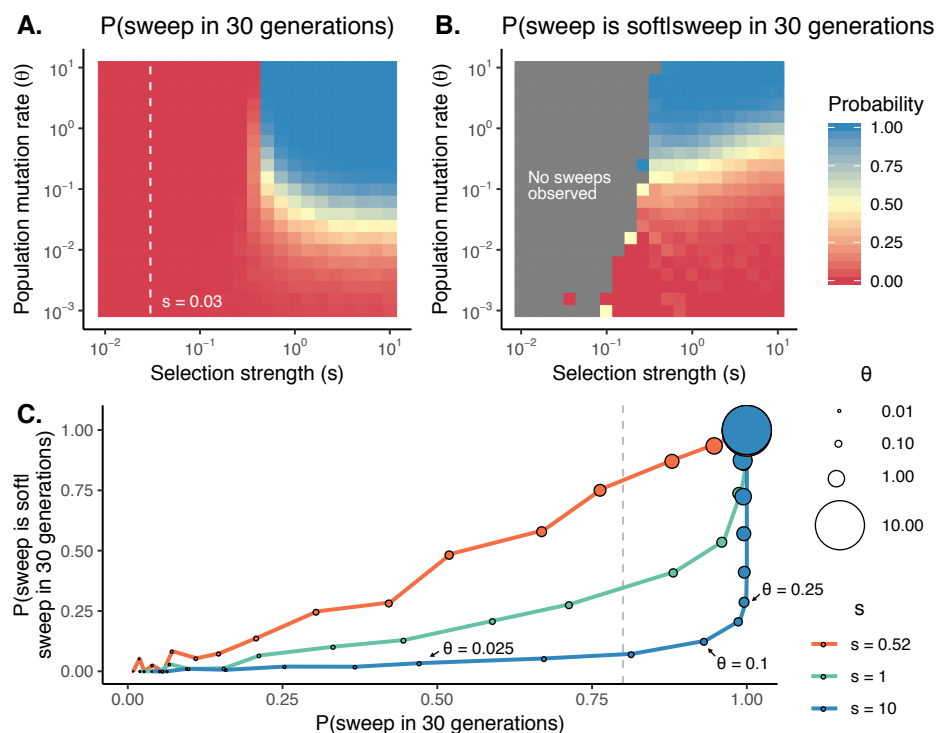 A. P(sweep in 30 generations)
B. P(sweep is soft|sweep in 30 generations
Population mutation rate (θ)
10¹
10⁰
10⁻¹
10⁻²
10⁻³
s = 0.03
10⁻²
10⁻¹
10⁰
10¹
Selection strength (s)
Population mutation rate (θ)
10¹
10⁰
10⁻¹
10⁻²
10⁻³
No sweeps
observed
10⁻²
10⁻¹
10⁰
10¹
Selection strength (s)
Probability
1.00
0.75
0.50
0.25
0.00
C.
P(sweep is soft|
sweep in 30 generations)
1.00
0.75
0.50
0.25
0.00
θ = 0.025
θ = 0.1
θ = 0.25
0.00
0.25
0.50
0.75
1.00
P(sweep in 30 generations)
θ
0.01
0.10
1.00
10.00
s
s = 0.52
s = 1
s = 10